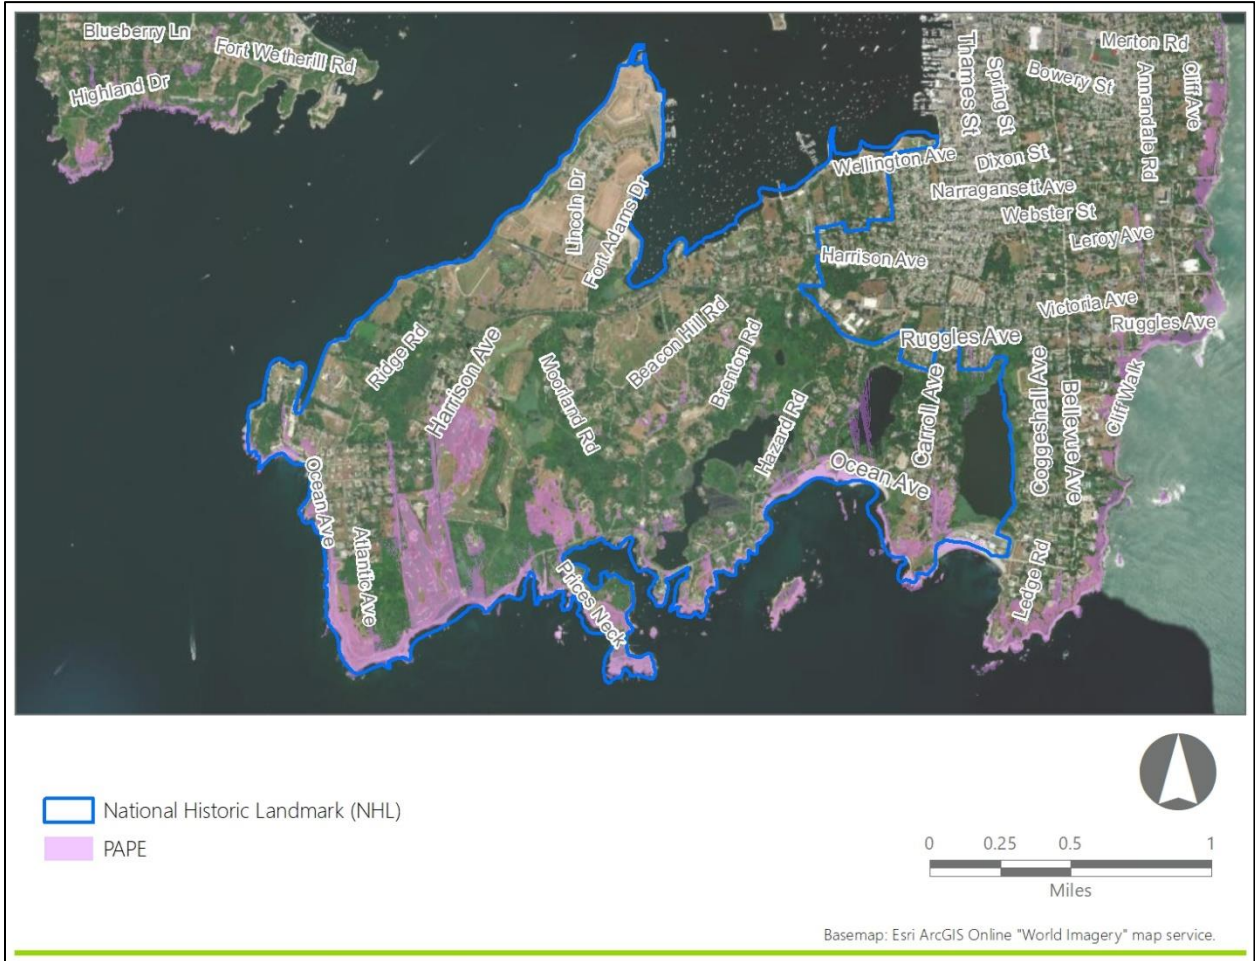 Blueberry Ln
Fort Wetherill Rd
Highland Dr
Thames St
Spring St
Merton Rd
Bowery St
Annandale Rd
Cliff Ave
Wellington Ave
Dixon St
Narragansett Ave
Webster St
Leroy Ave
Lincoln Dr
Fort Adams Dr
Harrison Ave
Victoria Ave
Ruggles Ave
Ruggles Ave
Ridge Rd
Harrison Ave
Moorland Rd
Beacon Hill Rd
Brenton Rd
Hazard Rd
Carroll Ave
Coggeshall Ave
Bellevue Ave
Cliff Walk
Ocean Ave
Ocean Ave
Atlantic Ave
Prices Neck
Ledge Rd
National Historic Landmark (NHL)
PAPE
0 0.25 0.5 1
Miles
Basemap: Esri ArcGIS Online "World Imagery" map service.